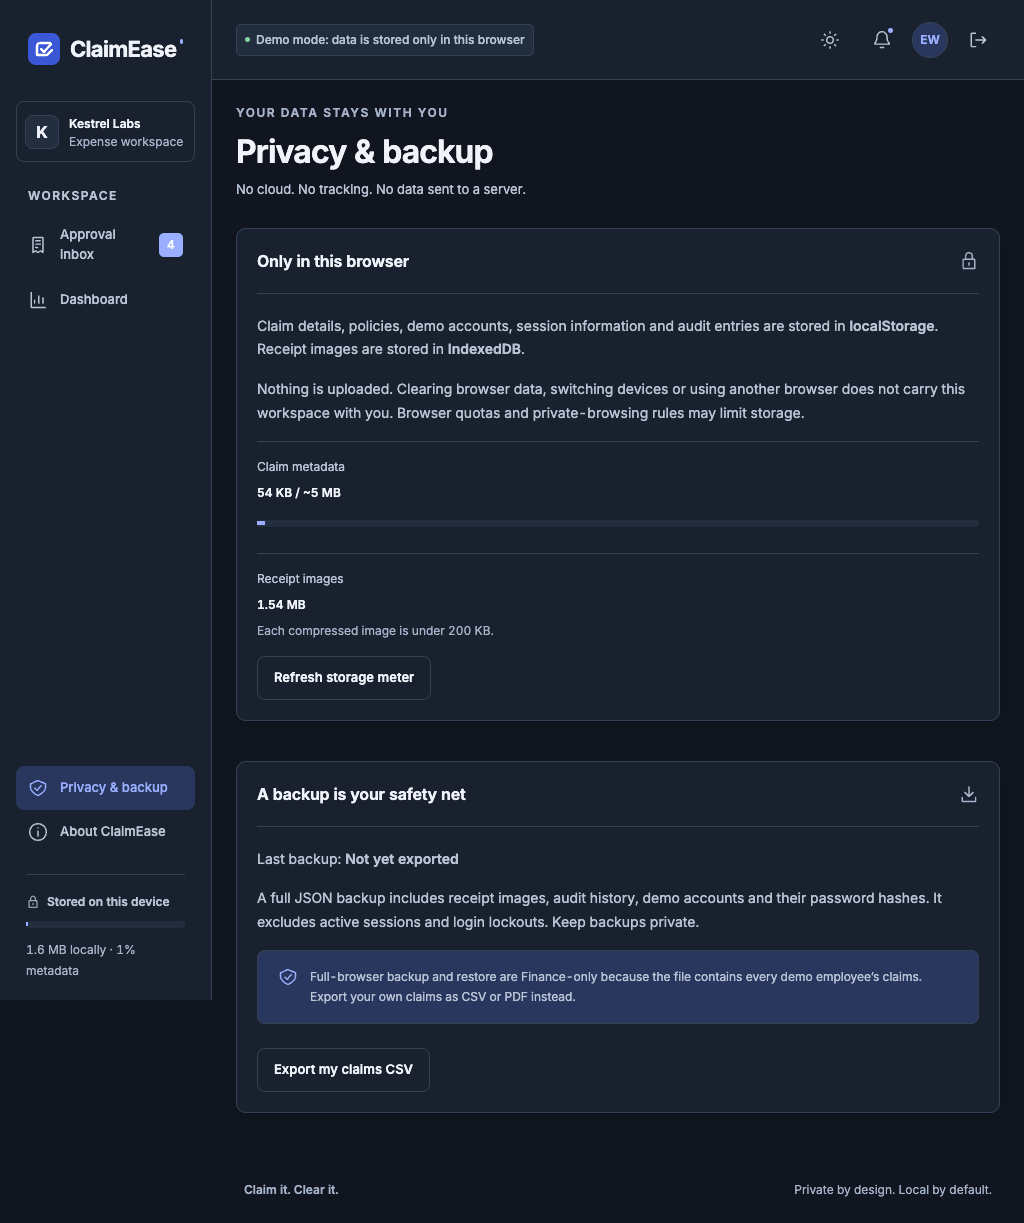 ClaimEase
K
Kestrel Labs
Expense workspace
WORKSPACE
Approval
inbox
4
Dashboard
Privacy & backup
About ClaimEase
Stored on this device
1.6 MB locally · 1%
metadata
Demo mode: data is stored only in this browser
EW
YOUR DATA STAYS WITH YOU
Privacy & backup
No cloud. No tracking. No data sent to a server.
Only in this browser
Claim details, policies, demo accounts, session information and audit entries are stored in localStorage.
Receipt images are stored in IndexedDB.
Nothing is uploaded. Clearing browser data, switching devices or using another browser does not carry this
workspace with you. Browser quotas and private-browsing rules may limit storage.
Claim metadata
54 KB / ~5 MB
Receipt images
1.54 MB
Each compressed image is under 200 KB.
Refresh storage meter
A backup is your safety net
Last backup: Not yet exported
A full JSON backup includes receipt images, audit history, demo accounts and their password hashes. It
excludes active sessions and login lockouts. Keep backups private.
Full-browser backup and restore are Finance-only because the file contains every demo employee’s claims.
Export your own claims as CSV or PDF instead.
Export my claims CSV
Claim it. Clear it.
Private by design. Local by default.